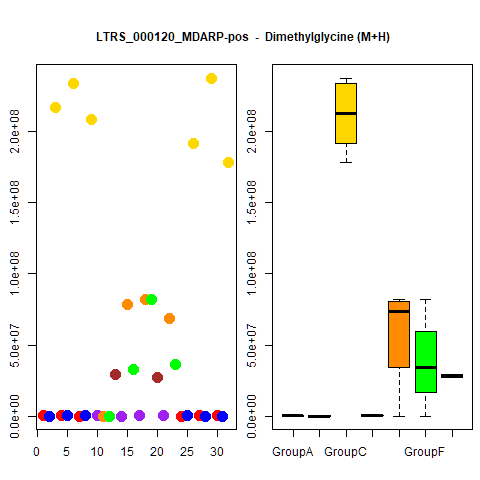 LTRS_000120_MDARP-pos - Dimethylglycine (M+H)
0.0e+00 5.0e+07 1.0e+08 1.5e+08 2.0e+08
0 5 10 15 20 25 30
0.0e+00 5.0e+07 1.0e+08 1.5e+08 2.0e+08
GroupA GroupC GroupF